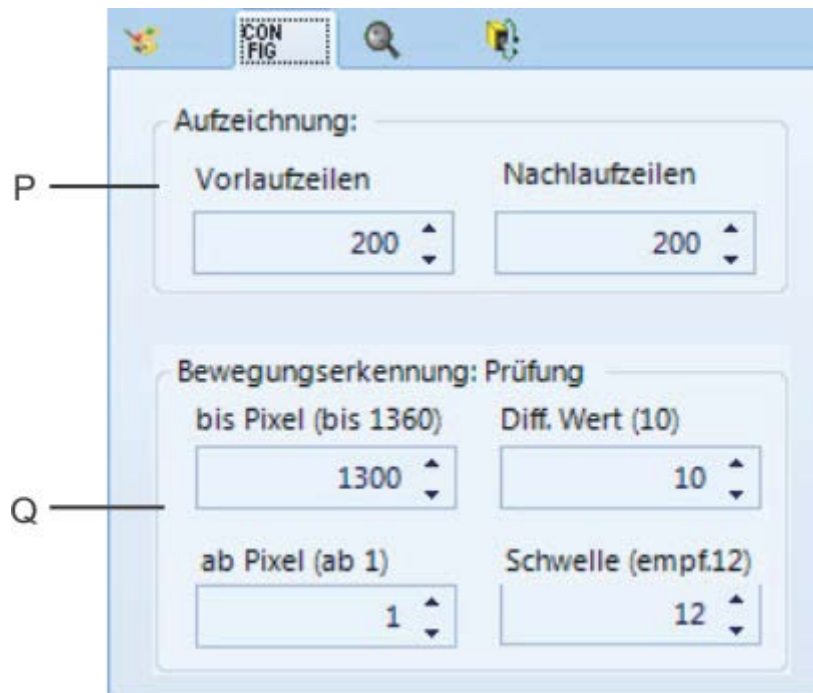 CON
FIG
Aufzeichnung:
P
Vorlaufzeilen Nachlaufzeilen
200 200
Bewegungserkennung: Prüfung
bis Pixel (bis 1360) Diff. Wert (10)
1300 10
Q
ab Pixel (ab 1) Schwelle (empf.12)
1 12